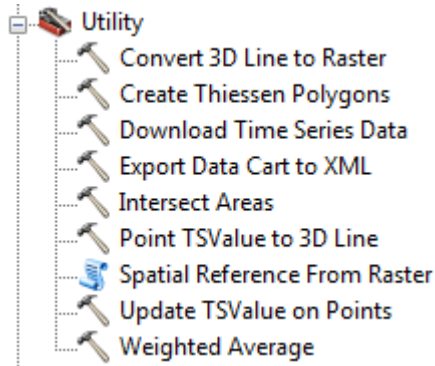 Utility
Convert 3D Line to Raster
Create Thiessen Polygons
Download Time Series Data
Export Data Cart to XML
Intersect Areas
Point TSValue to 3D Line
Spatial Reference From Raster
Update TSValue on Points
Weighted Average